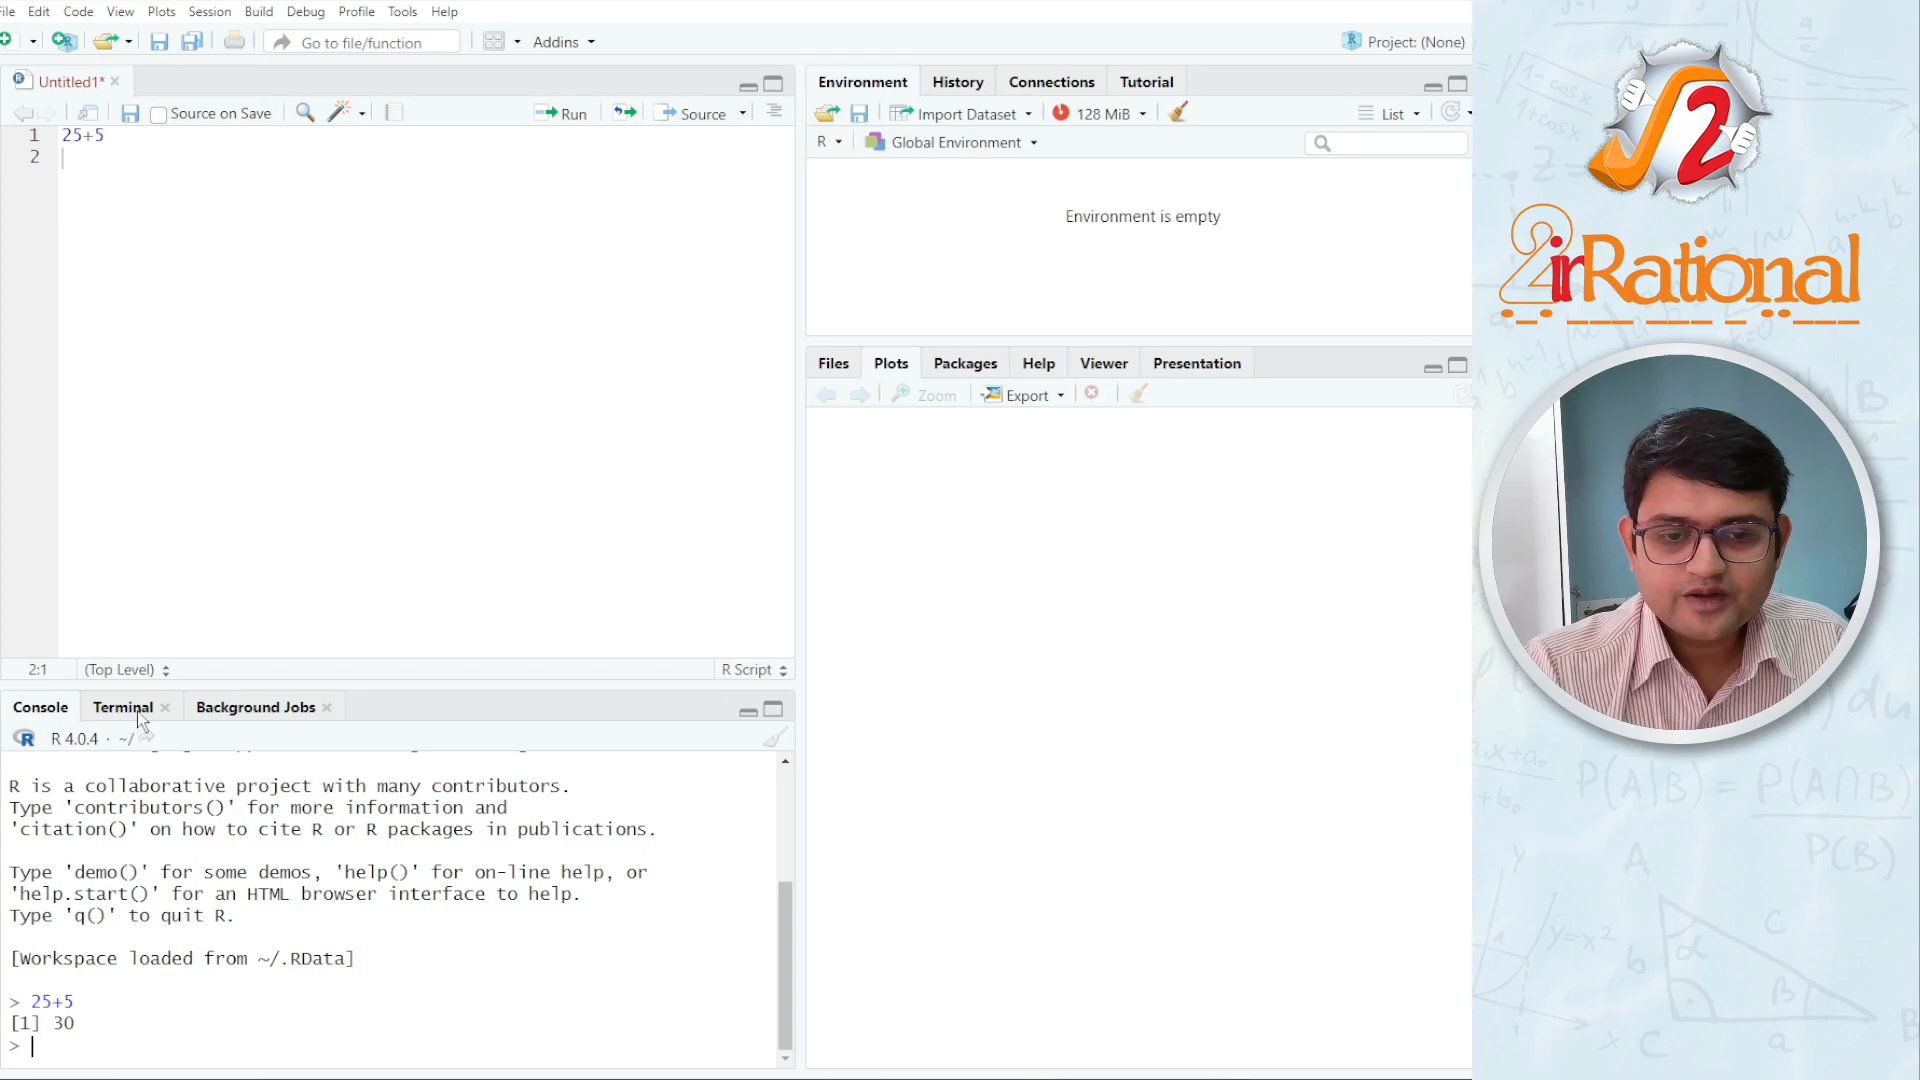 File Edit Code View Plots Session Build Debug Profile Tools Help
Go to file/function Addins Project: (None)
Untitled1*
Source on Save Run Source
1 25+5
2
2:1 (Top Level) R Script
Console Terminal Background Jobs
R 4.0.4 · ~/
R is a collaborative project with many contributors.
Type 'contributors()' for more information and
'citation()' on how to cite R or R packages in publications.
Type 'demo()' for some demos, 'help()' for on-line help, or
'help.start()' for an HTML browser interface to help.
Type 'q()' to quit R.
[Workspace loaded from ~/.RData]
> 25+5
[1] 30
>
Environment History Connections Tutorial
Import Dataset 128 MiB List
R Global Environment
Environment is empty
Files Plots Packages Help Viewer Presentation
Zoom Export
√2
2irRational
P(A|B) = P(A∩B)
P(B)
y=x²
A
C
b
α
B
C
a